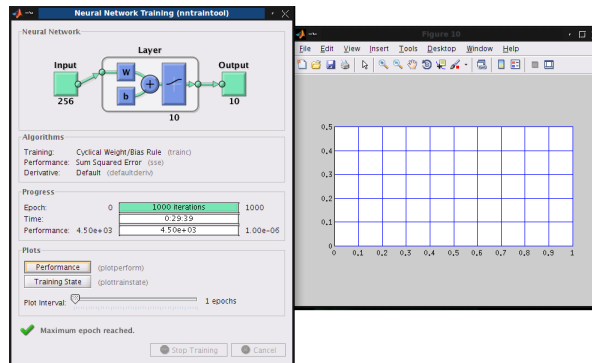 Neural Network Training (nntraintool)
Neural Network
Layer
Input
W
b
Output
256
10
10
Algorithms
Training: Cyclical Weight/Bias Rule (trainc)
Performance: Sum Squared Error (sse)
Derivative: Default (defaultderiv)
Progress
Epoch: 0 1000 iterations 1000
Time: 0:29:39
Performance: 4.50e+03 4.50e+03 1.00e-06
Plots
Performance (plotperform)
Training State (plottrainstate)
Plot Interval: 1 epochs
Maximum epoch reached.
Stop Training Cancel
Figure 10
File Edit View Insert Tools Desktop Window Help
0.5
0.4
0.3
0.2
0.1
0
0 0.1 0.2 0.3 0.4 0.5 0.6 0.7 0.8 0.9 1